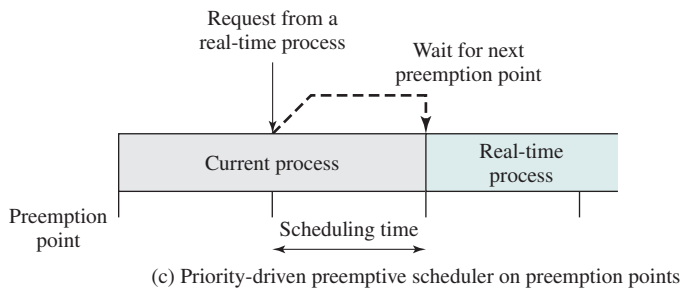 Request from a
real-time process
Wait for next
preemption point
Current process
Real-time
process
Preemption
point
Scheduling time
(c) Priority-driven preemptive scheduler on preemption points